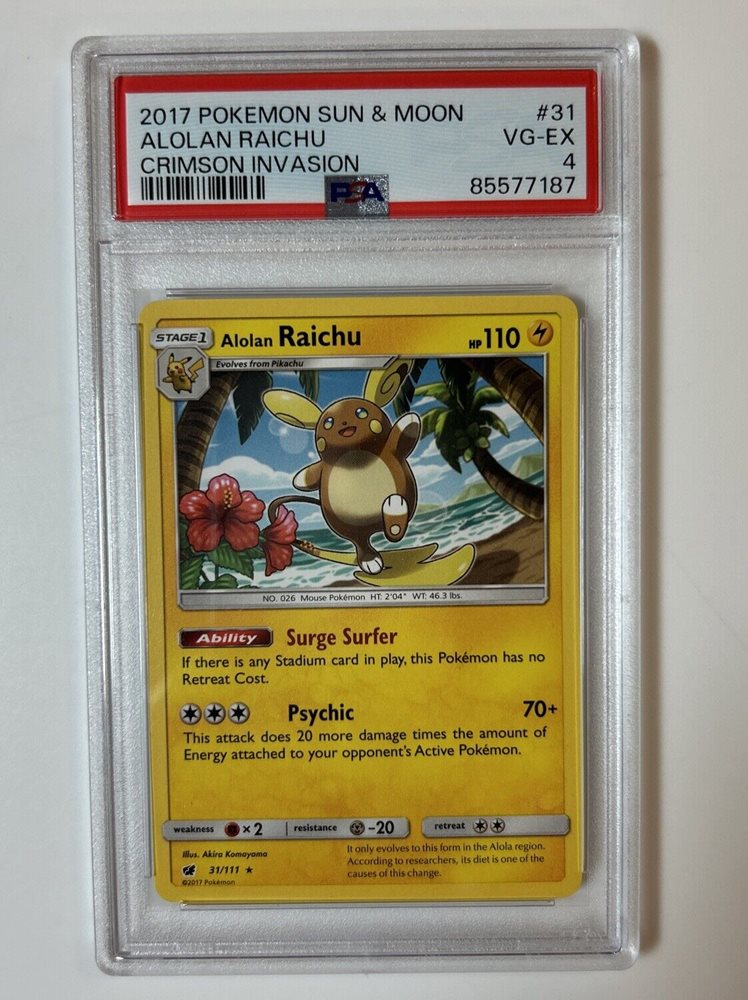 2017 POKEMON SUN & MOON #31
ALOLAN RAICHU VG-EX
CRIMSON INVASION 4
PSA 85577187
STAGE1 Alolan Raichu HP 110
Evolves from Pikachu
NO. 026 Mouse Pokémon HT: 2'04" WT: 46.3 lbs.
Ability Surge Surfer
If there is any Stadium card in play, this Pokémon has no
Retreat Cost.
Psychic 70+
This attack does 20 more damage times the amount of
Energy attached to your opponent's Active Pokémon.
weakness ×2 resistance -20 retreat
Illus. Akira Komayama
31/111
©2017 Pokémon
It only evolves to this form in the Alola region.
According to researchers, its diet is one of the
causes of this change.